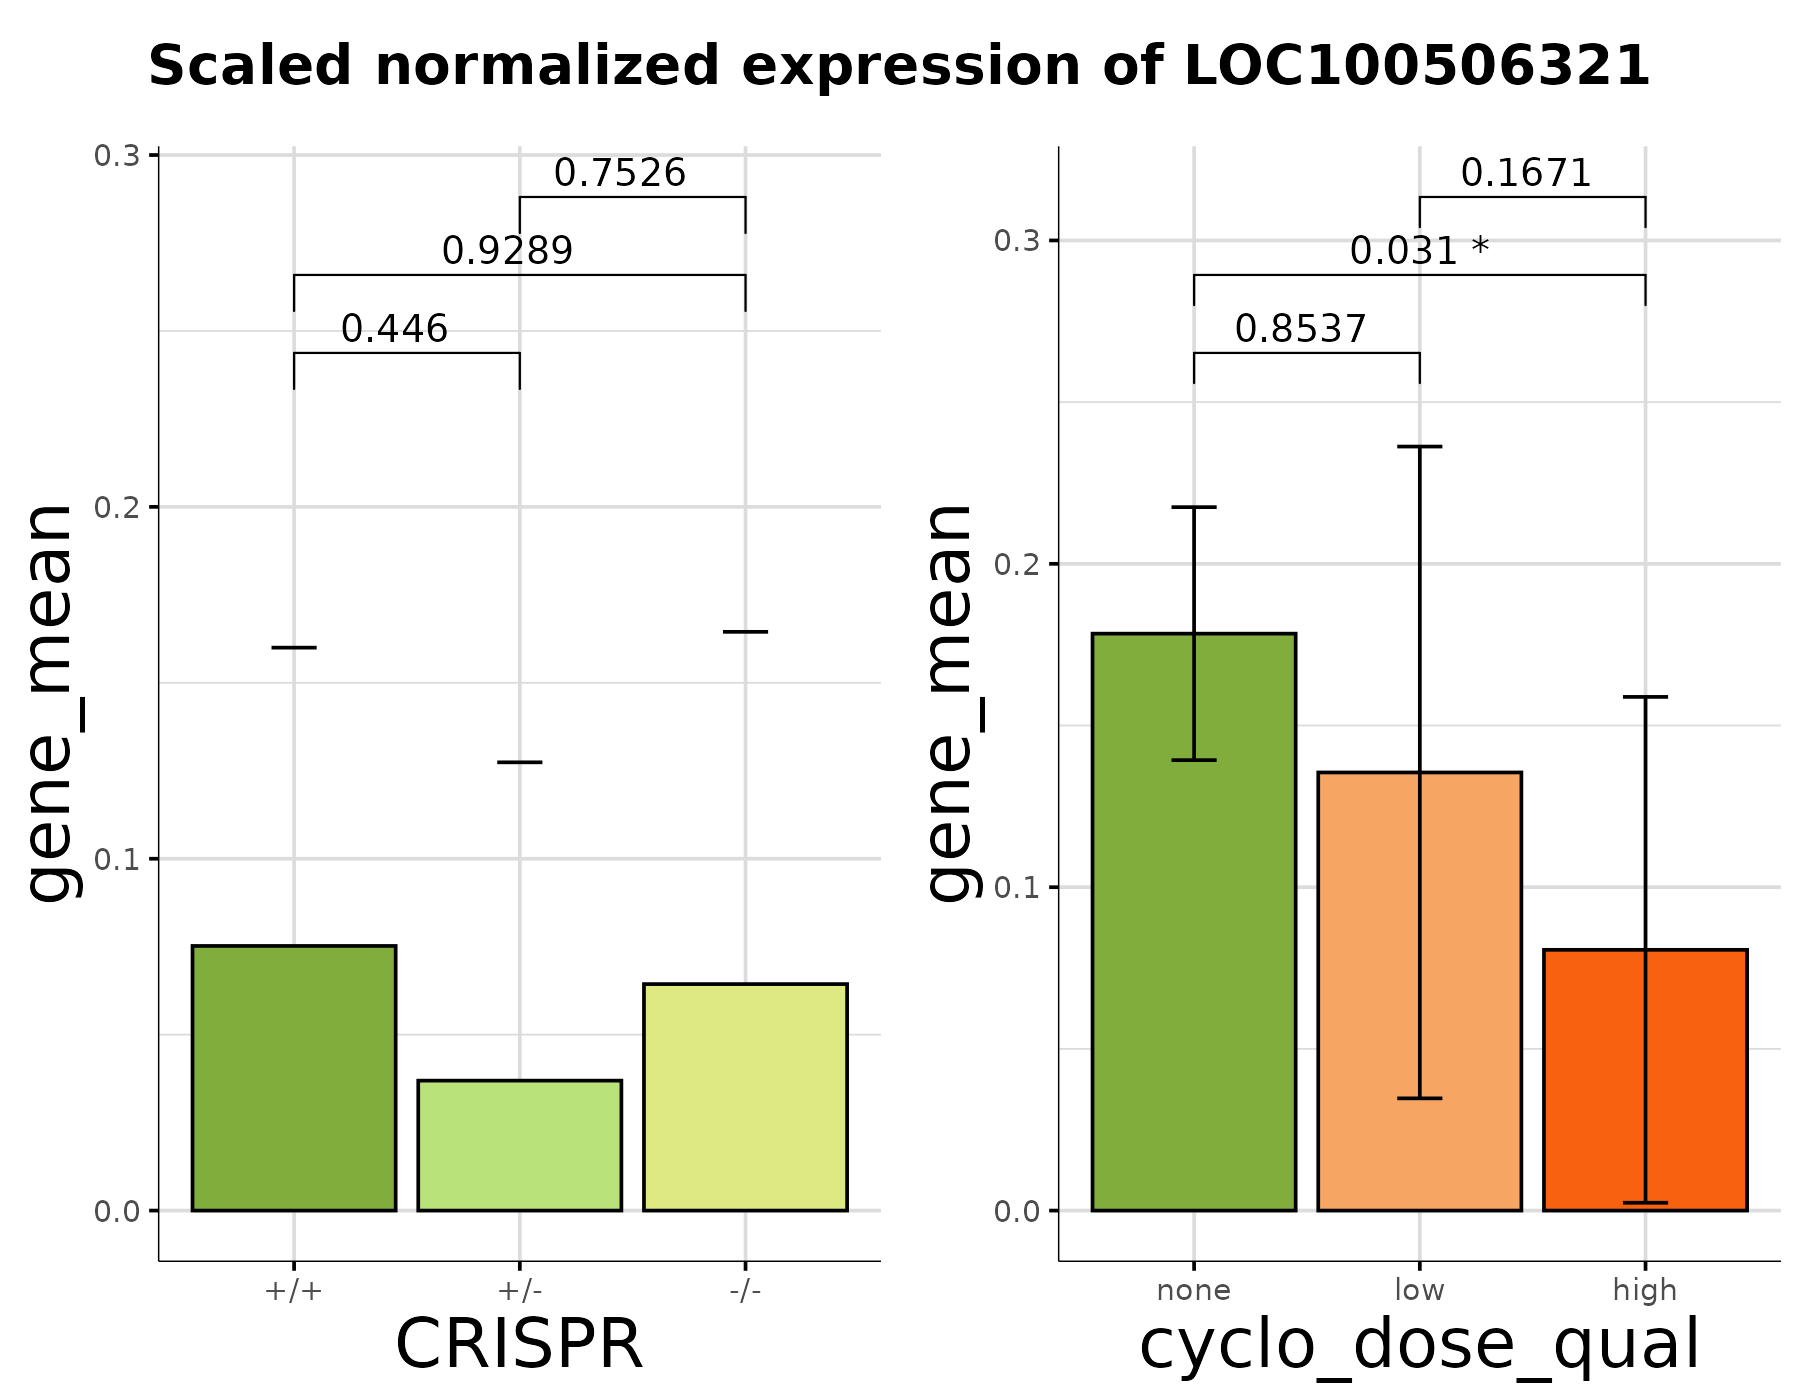 Scaled normalized expression of LOC100506321
gene_mean
0.3
0.2
0.1
0.0
0.7526
0.9289
0.446
+/+
+/-
-/-
CRISPR
gene_mean
0.3
0.2
0.1
0.0
0.1671
0.031 *
0.8537
none
low
high
cyclo_dose_qual